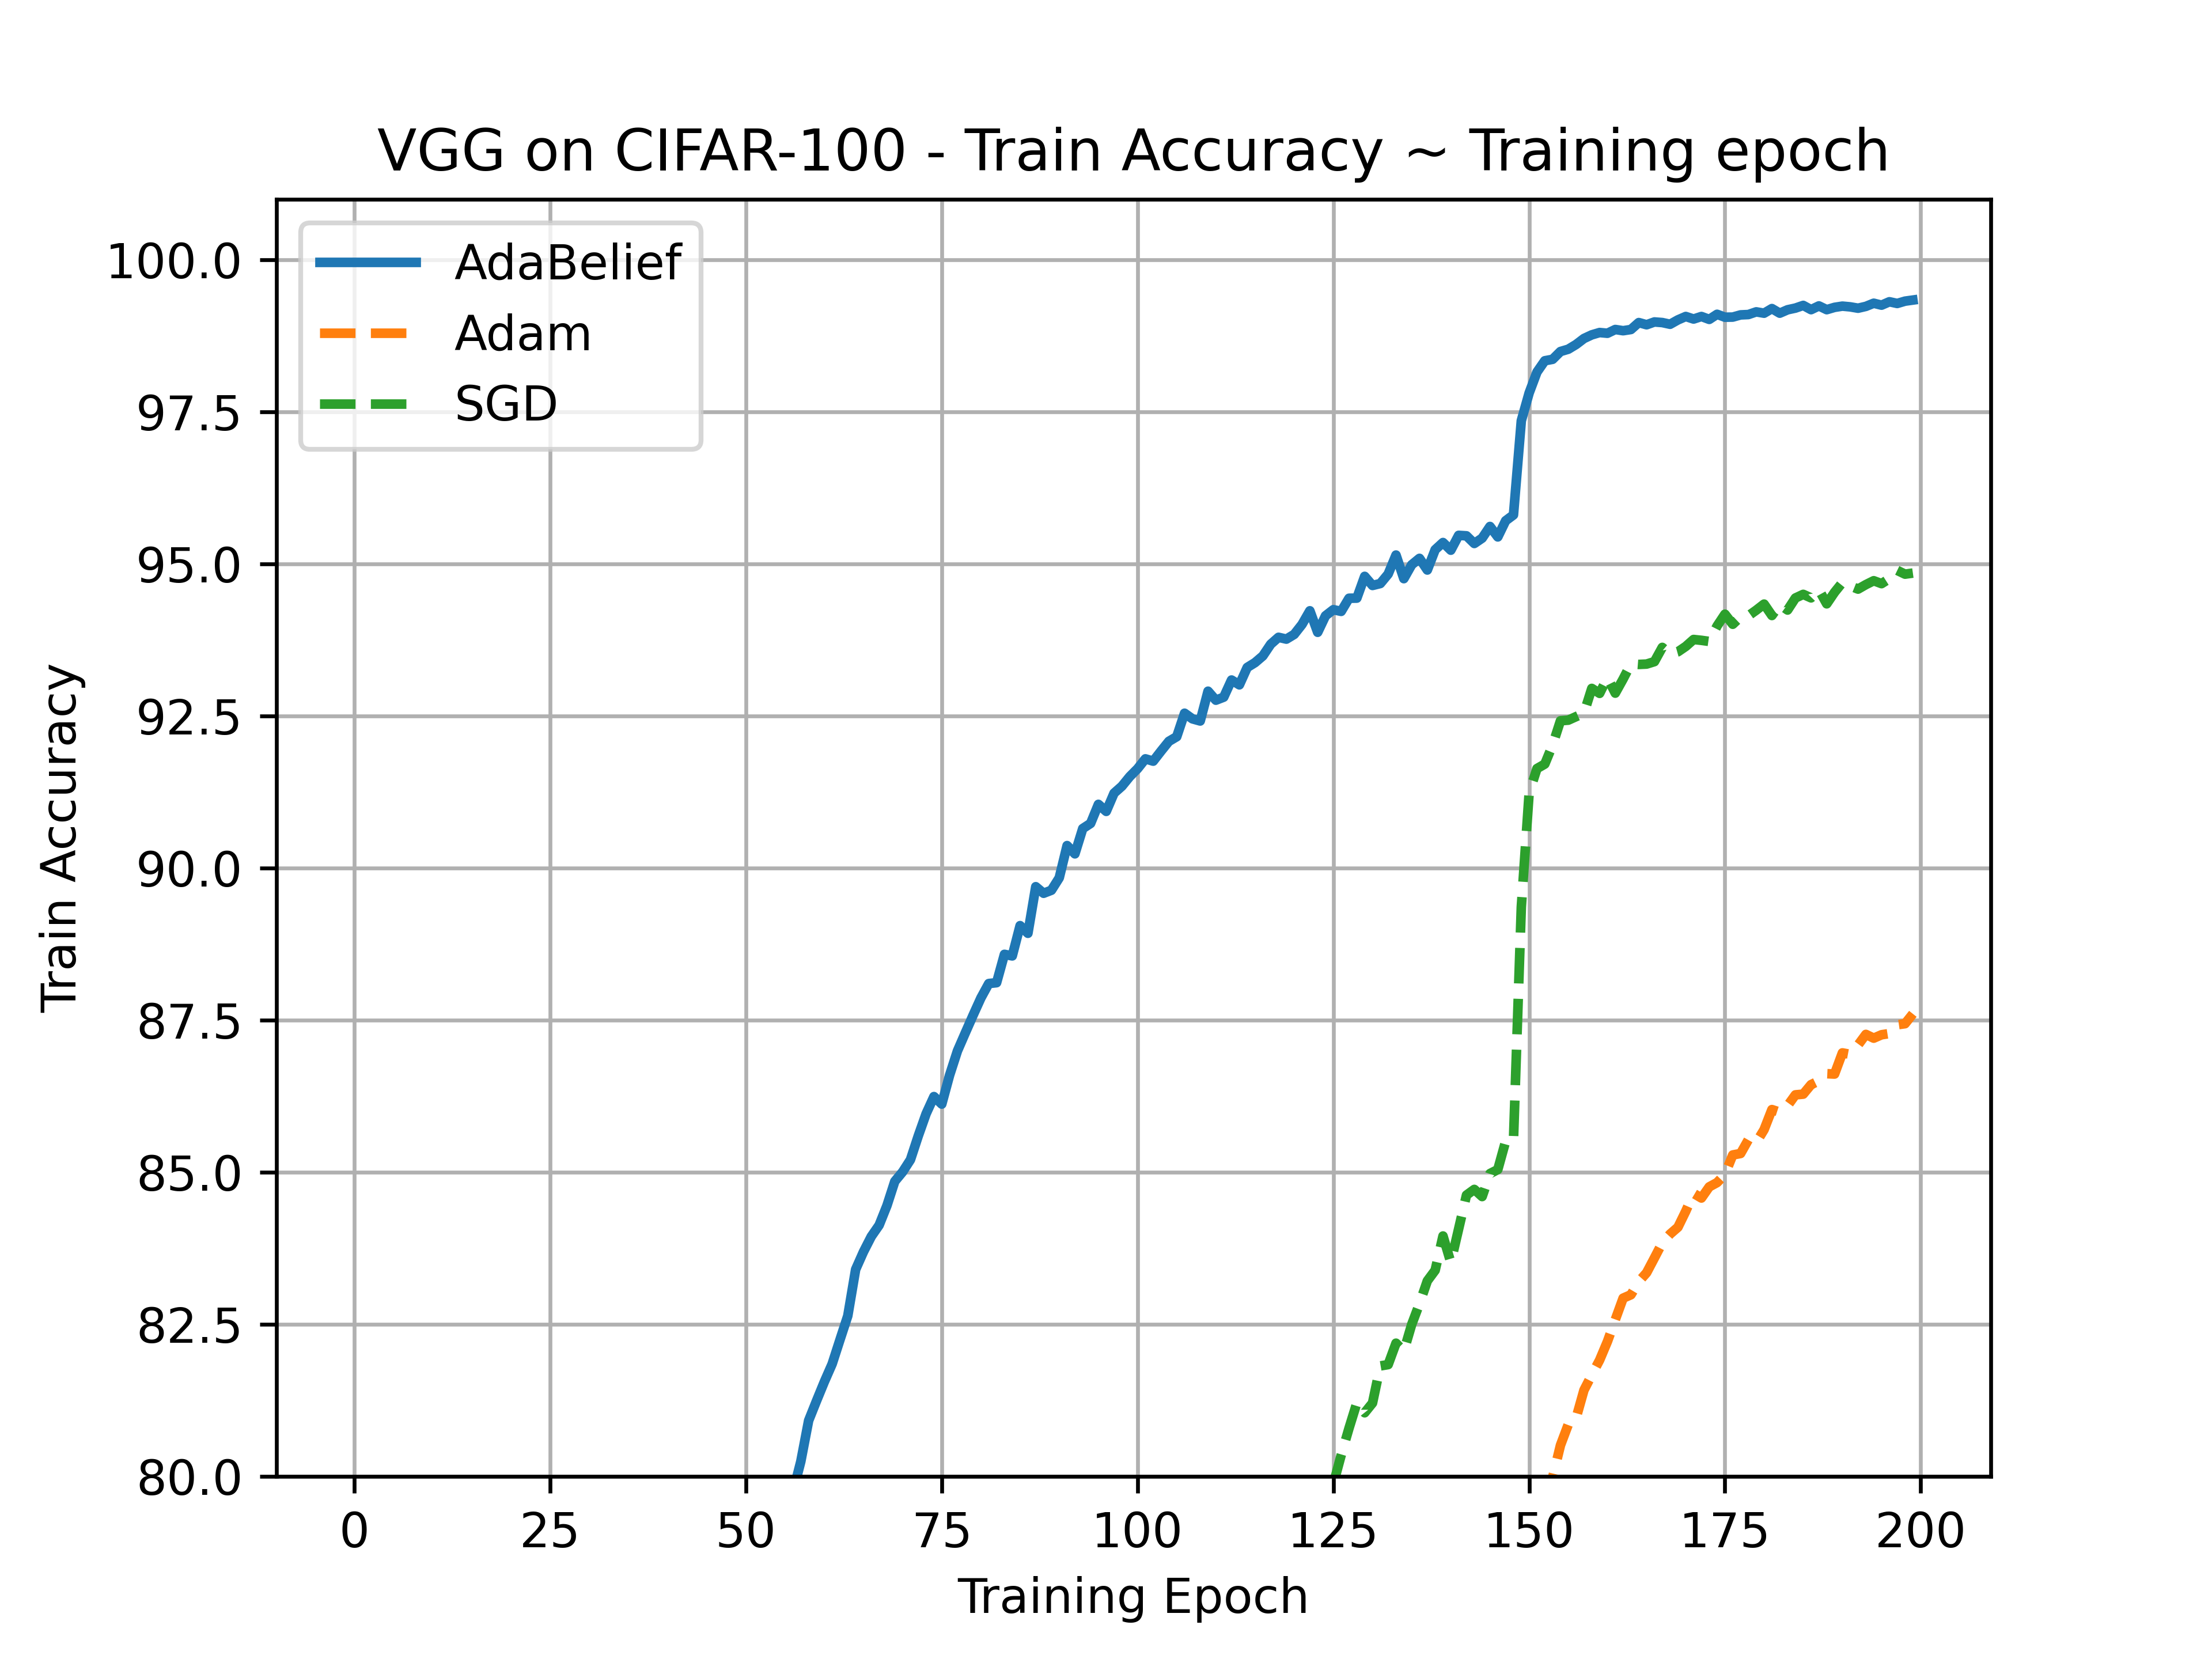 VGG on CIFAR-100 - Train Accuracy ~ Training epoch
AdaBelief
Adam
SGD
Train Accuracy
100.0
97.5
95.0
92.5
90.0
87.5
85.0
82.5
80.0
0 25 50 75 100 125 150 175 200
Training Epoch